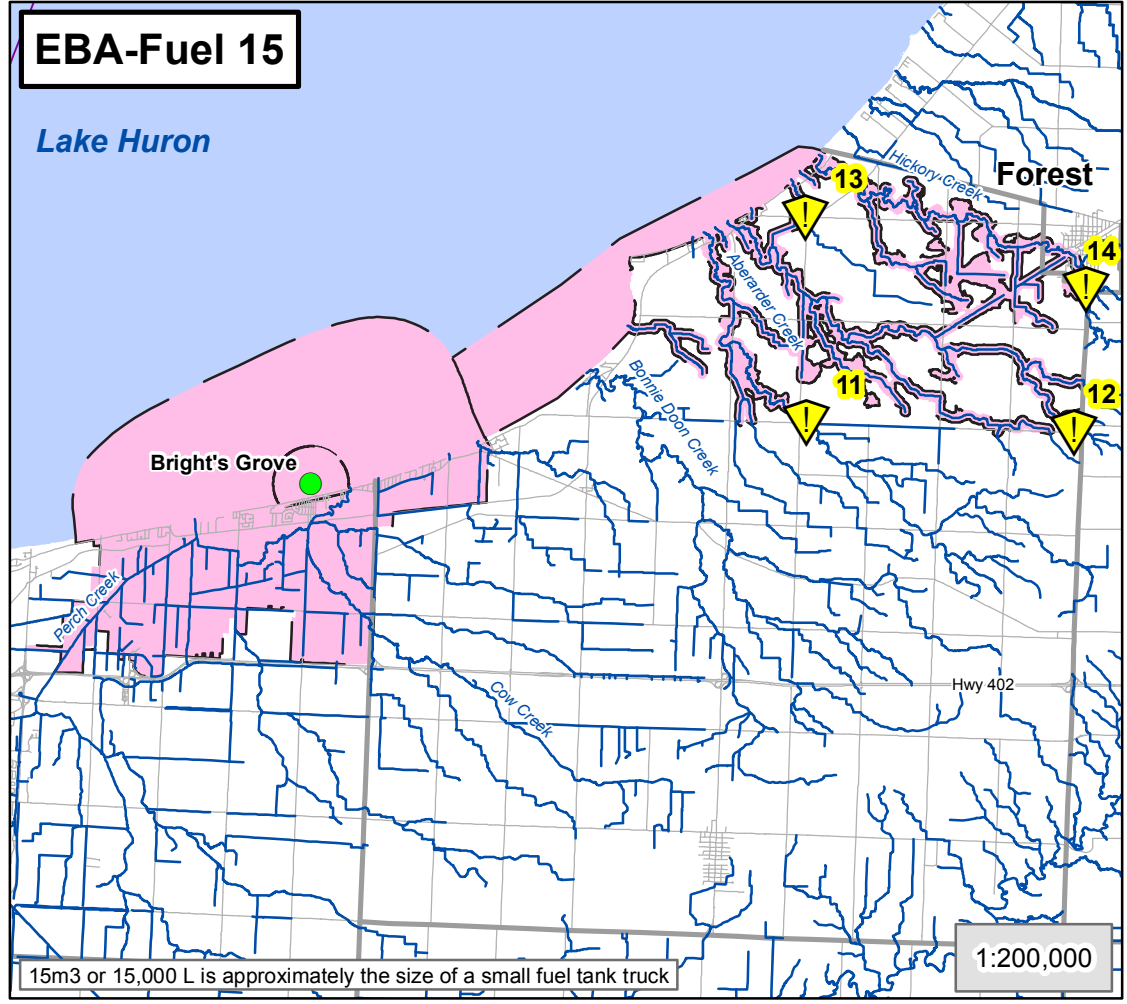 EBA-Fuel 15
Lake Huron
Hickory Creek
Forest
13
14
Aberarder Creek
11
12
Bonnie Doon Creek
Bright's Grove
Perch Creek
Cow Creek
Hwy 402
15m3 or 15,000 L is approximately the size of a small fuel tank truck
1:200,000
!
!
!
!